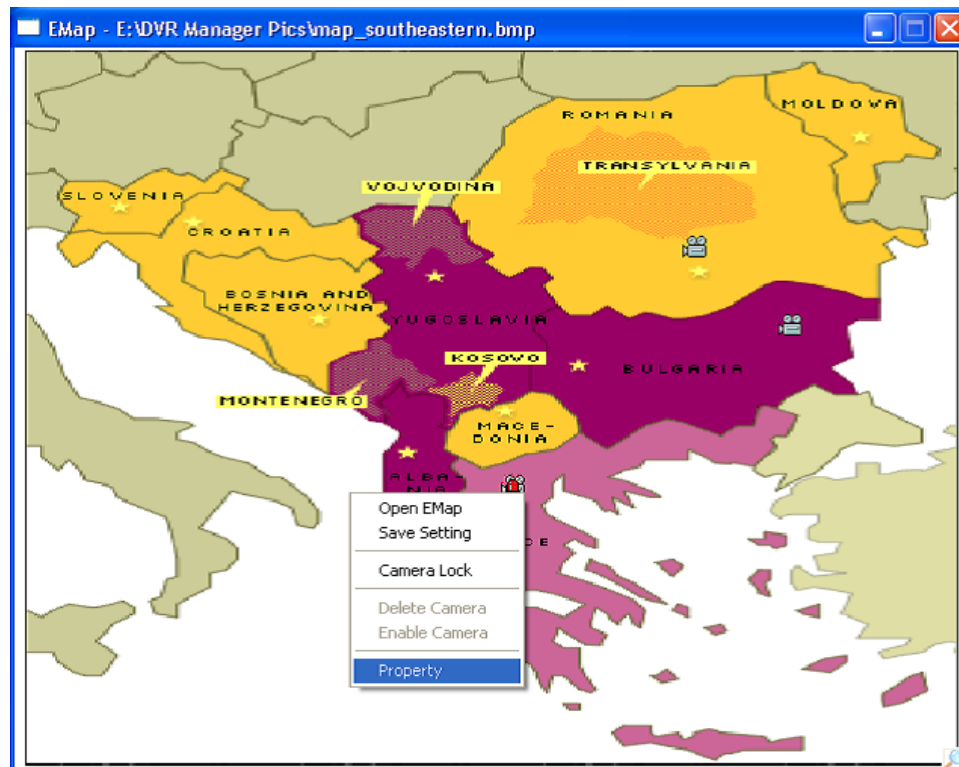 EMap - E:\DVR Manager Pics\map_southeastern.bmp
MOLDOVA
ROMANIA
TRANSYLVANIA
VOJVODINA
SLOVENIA
CROATIA
BOSNIA AND
HERZEGOVINA
YUGOSLAVIA
KOSOVO
BULGARIA
MONTENEGRO
MACE-
DONIA
ALBA-
NIA
Open EMap
Save Setting
Camera Lock
Delete Camera
Enable Camera
Property